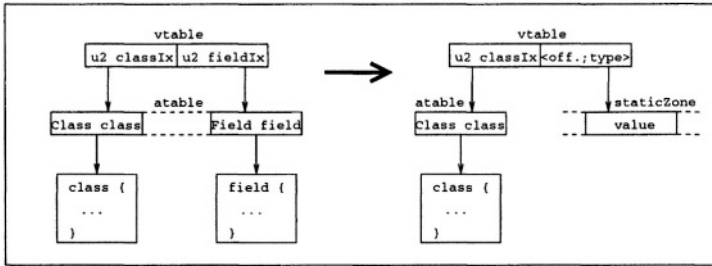 vtable vtable
u2 classIx u2 fieldIx u2 classIx <off.;type>
atable atable staticZone
Class class Field field Class class value
class { field { class {
... ... ...
} } }